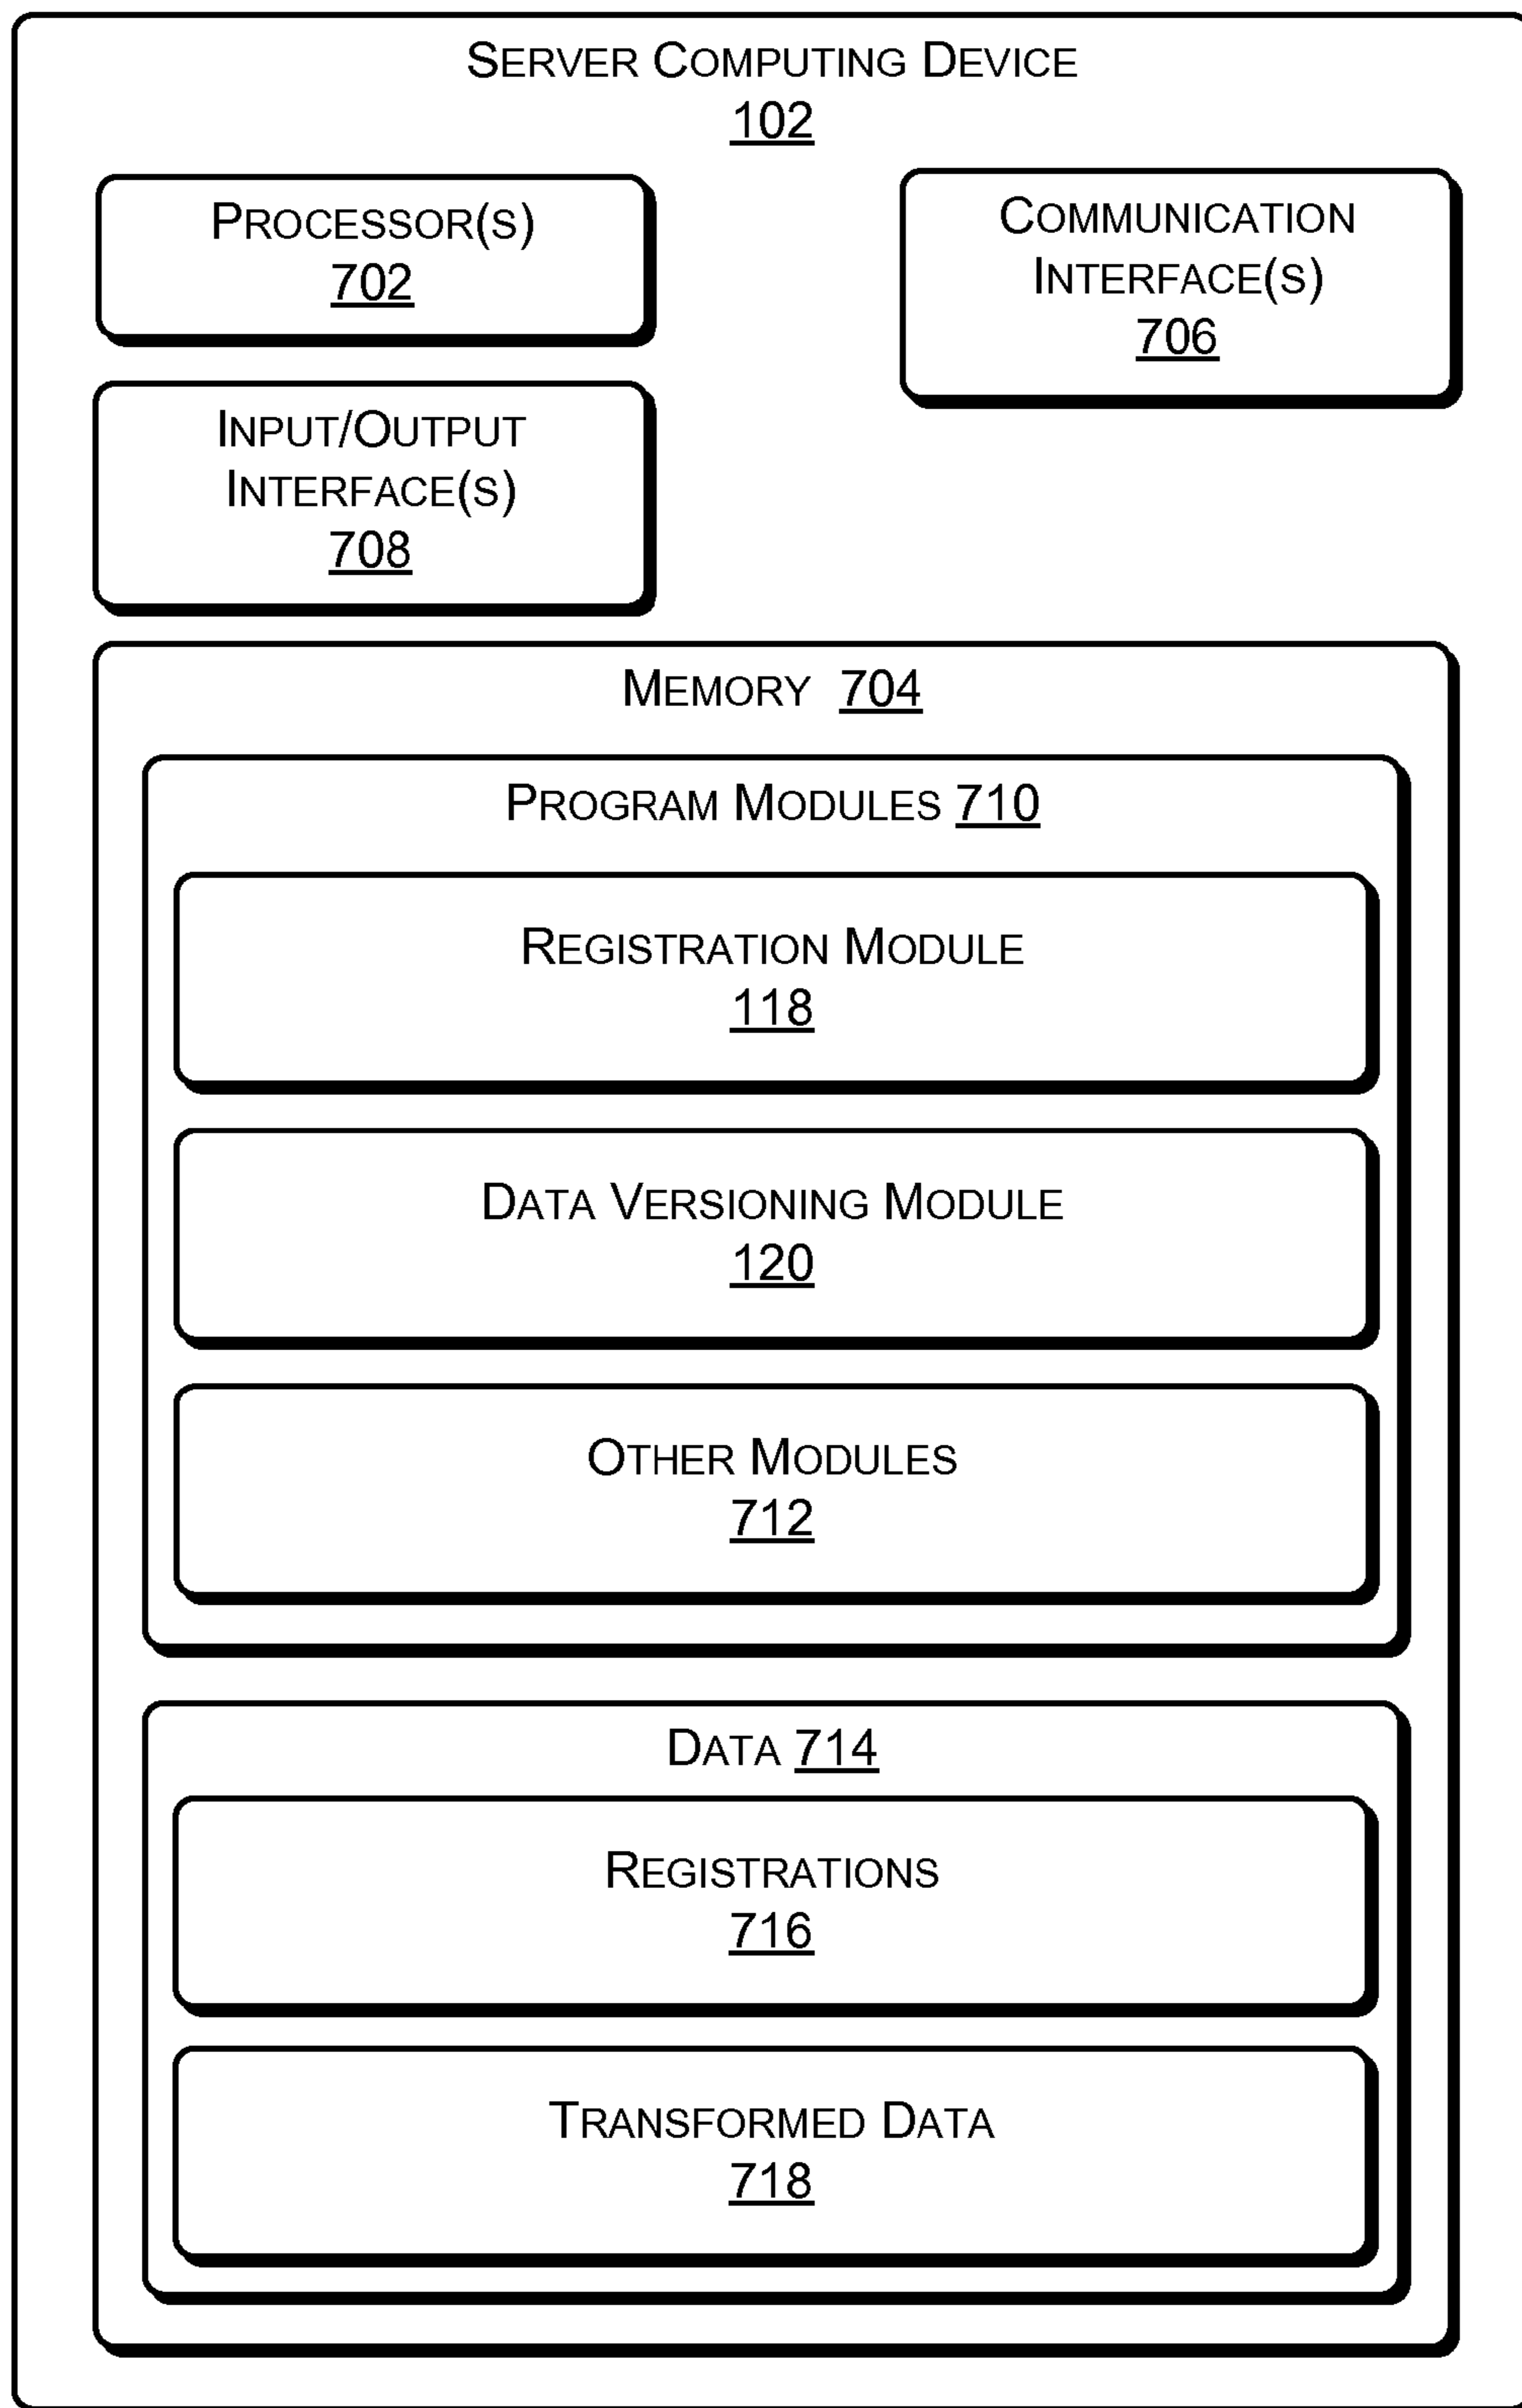 SERVER COMPUTING DEVICE
102
PROCESSOR(S)
702
COMMUNICATION
INTERFACE(S)
706
INPUT/OUTPUT
INTERFACE(S)
708
MEMORY 704
PROGRAM MODULES 710
REGISTRATION MODULE
118
DATA VERSIONING MODULE
120
OTHER MODULES
712
DATA 714
REGISTRATIONS
716
TRANSFORMED DATA
718